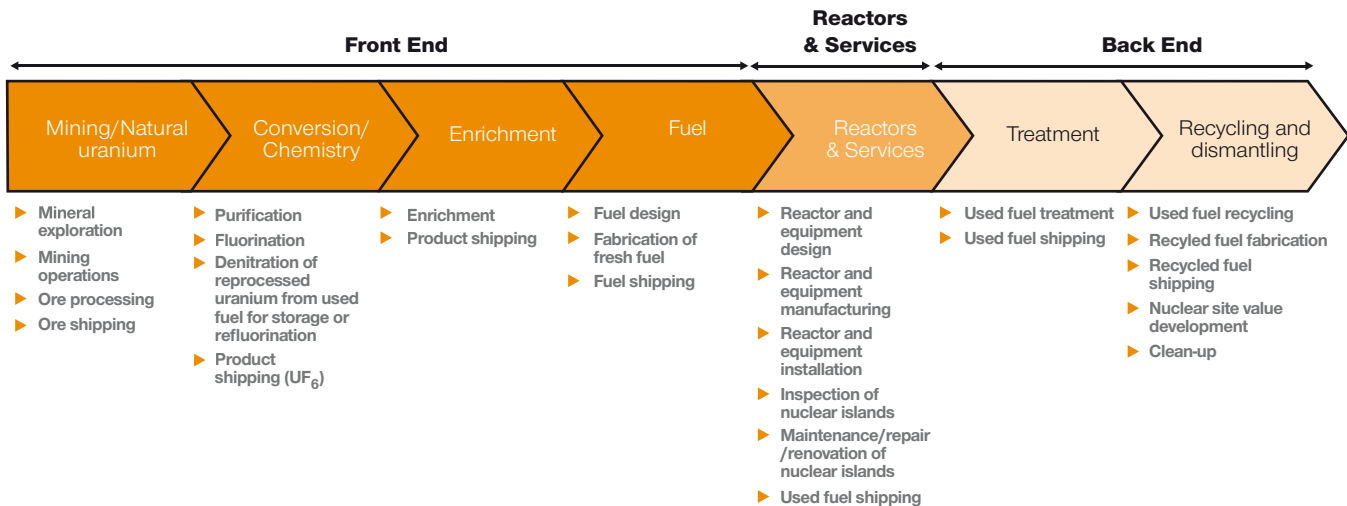 Front End
Reactors
& Services
Back End
Mining/Natural
uranium
Conversion/
Chemistry
Enrichment
Fuel
Reactors
& Services
Treatment
Recycling and
dismantling
Mineral
exploration
Mining
operations
Ore processing
Ore shipping
Purification
Fluorination
Denitration of
reprocessed
uranium from used
fuel for storage or
refluorination
Product
shipping (UF₆)
Enrichment
Product shipping
Fuel design
Fabrication of
fresh fuel
Fuel shipping
Reactor and
equipment
design
Reactor and
equipment
manufacturing
Reactor and
equipment
installation
Inspection of
nuclear islands
Maintenance/repair
/renovation of
nuclear islands
Used fuel shipping
Used fuel treatment
Used fuel shipping
Used fuel recycling
Recyled fuel fabrication
Recycled fuel
shipping
Nuclear site value
development
Clean-up